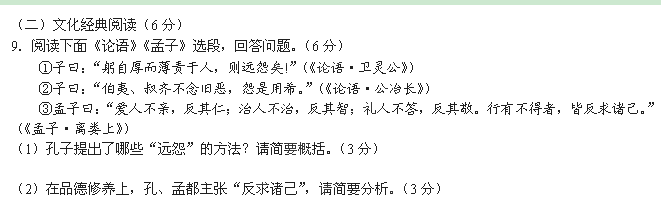 （二）文化经典阅读（6 分）
9．阅读下面《论语》《孟子》选段，回答问题。（6 分）
①子曰：“躬自厚而薄责于人，则远怨矣!”（《论语·卫灵公》）
②子曰：“伯夷、叔齐不念旧恶，怨是用希。”（《论语·公冶长》）
③孟子曰：“爱人不亲，反其仁；治人不治，反其智；礼人不答，反其敬。行有不得者，皆反求诸己。”
（《孟子·离娄上》）
（1）孔子提出了哪些“远怨”的方法？请简要概括。（3 分）
（2）在品德修养上，孔、孟都主张“反求诸己”，请简要分析。（3 分）